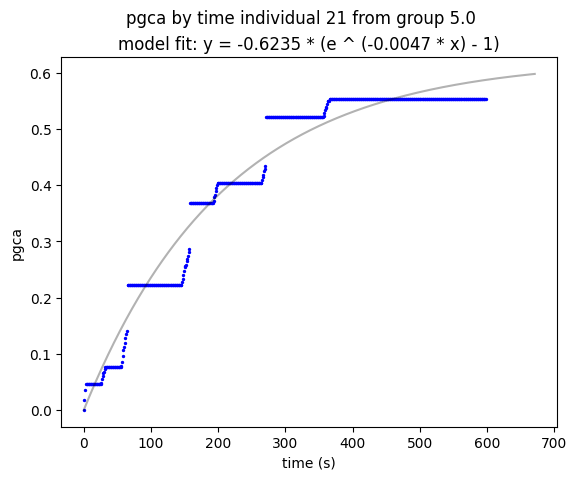 pgca by time individual 21 from group 5.0
model fit: y = -0.6235 * (e ^ (-0.0047 * x) - 1)
0.6
0.5
0.4
0.3
0.2
0.1
0.0
pgca
0 100 200 300 400 500 600 700
time (s)